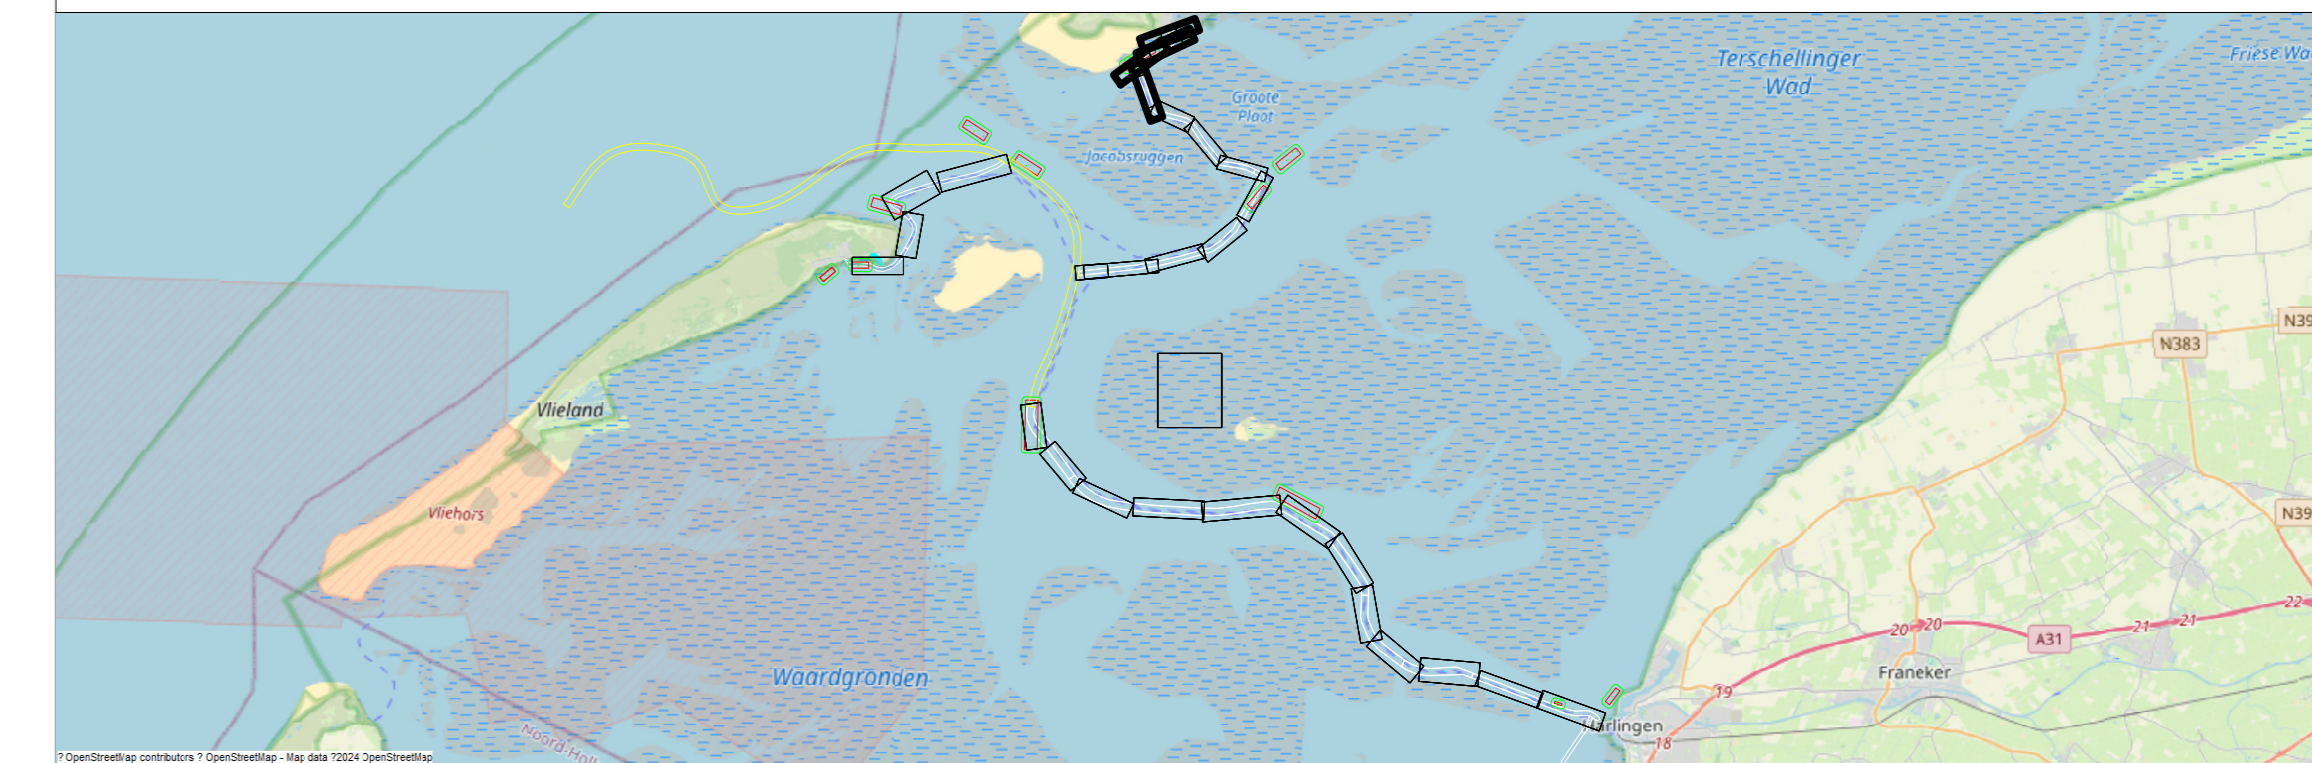 Terschellinger
Wad
Friese Wa
Groote
Plaat
Jacobsruggen
N39
N383
Vlieland
Vliehors
N39
22
21
21
20
20
A31
Waardgronden
Franeker
19
Harlingen
18
Noord-Holl
? OpenStreetMap contributors ? OpenStreetMap - Map data ?2024 OpenStreetMap